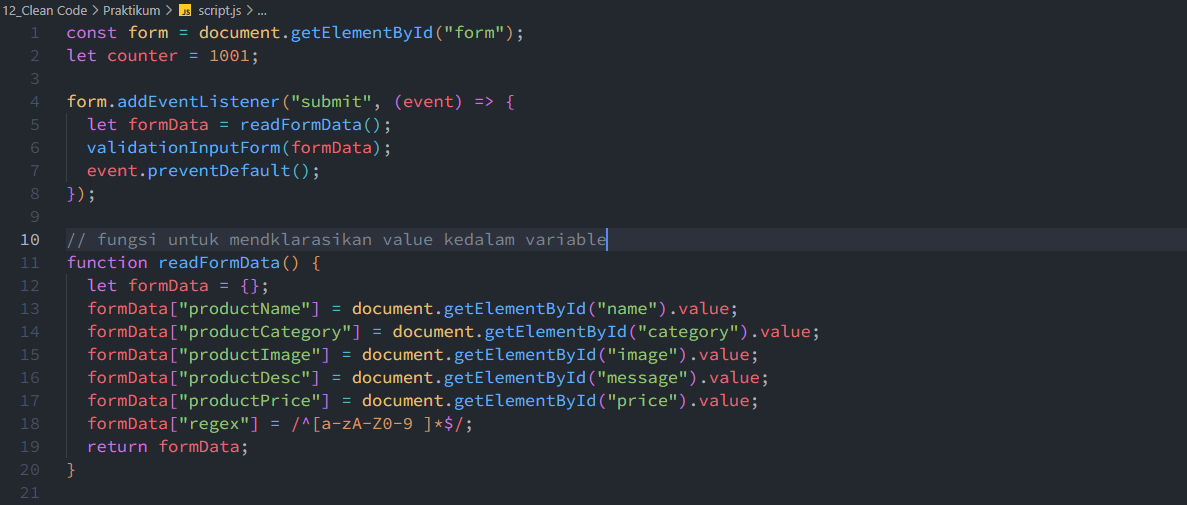 12_Clean Code > Praktikum > JS script.js > ...
1 const form = document.getElementById("form");
2 let counter = 1001;
3
4 form.addEventListener("submit", (event) => {
5 let formData = readFormData();
6 validationInputForm(formData);
7 event.preventDefault();
8 });
9
10 // fungsi untuk mendklarasikan value kedalam variable
11 function readFormData() {
12 let formData = {};
13 formData["productName"] = document.getElementById("name").value;
14 formData["productCategory"] = document.getElementById("category").value;
15 formData["productImage"] = document.getElementById("image").value;
16 formData["productDesc"] = document.getElementById("message").value;
17 formData["productPrice"] = document.getElementById("price").value;
18 formData["regex"] = /^[a-zA-Z0-9 ]*$/;
19 return formData;
20 }
21